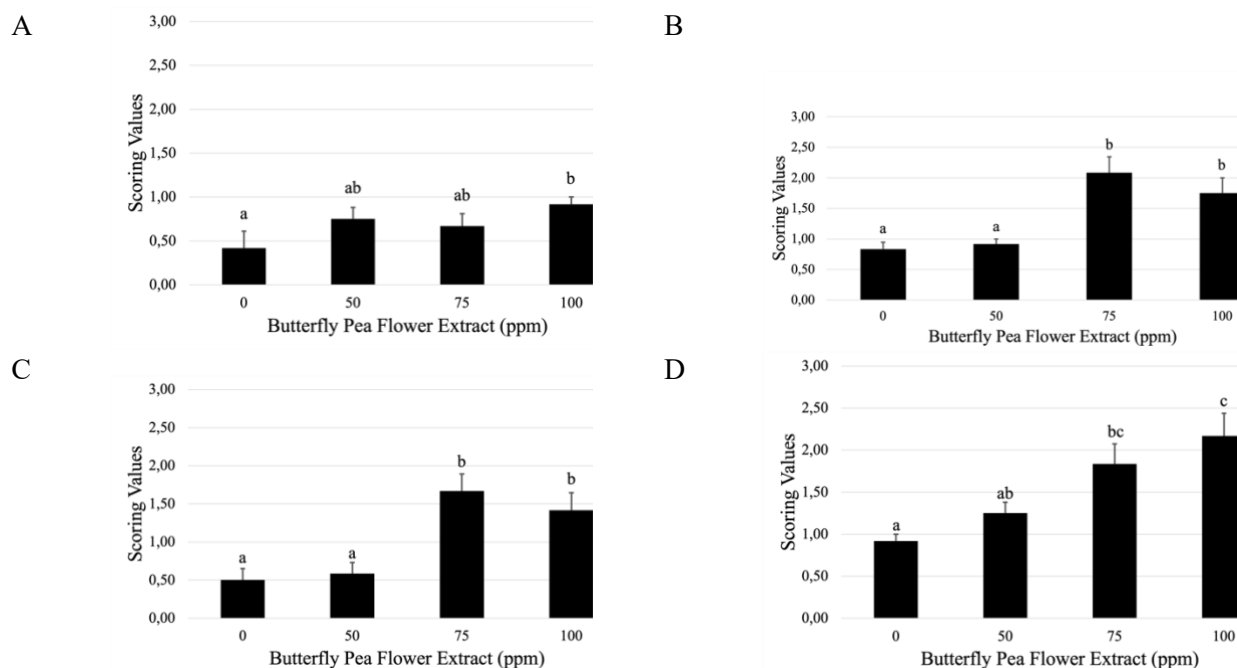 A
3,00
2,50
2,00
1,50
1,00
0,50
0,00
Scoring Values
a
ab
ab
b
0
50
75
100
Butterfly Pea Flower Extract (ppm)
B
3,00
2,50
2,00
1,50
1,00
0,50
0,00
Scoring Values
a
a
b
b
0
50
75
100
Butterfly Pea Flower Extract (ppm)
C
3,00
2,50
2,00
1,50
1,00
0,50
0,00
Scoring Values
a
a
b
b
0
50
75
100
Butterfly Pea Flower Extract (ppm)
D
3,00
2,50
2,00
1,50
1,00
0,50
0,00
Scoring Values
a
ab
bc
c
0
50
75
100
Butterfly Pea Flower Extract (ppm)